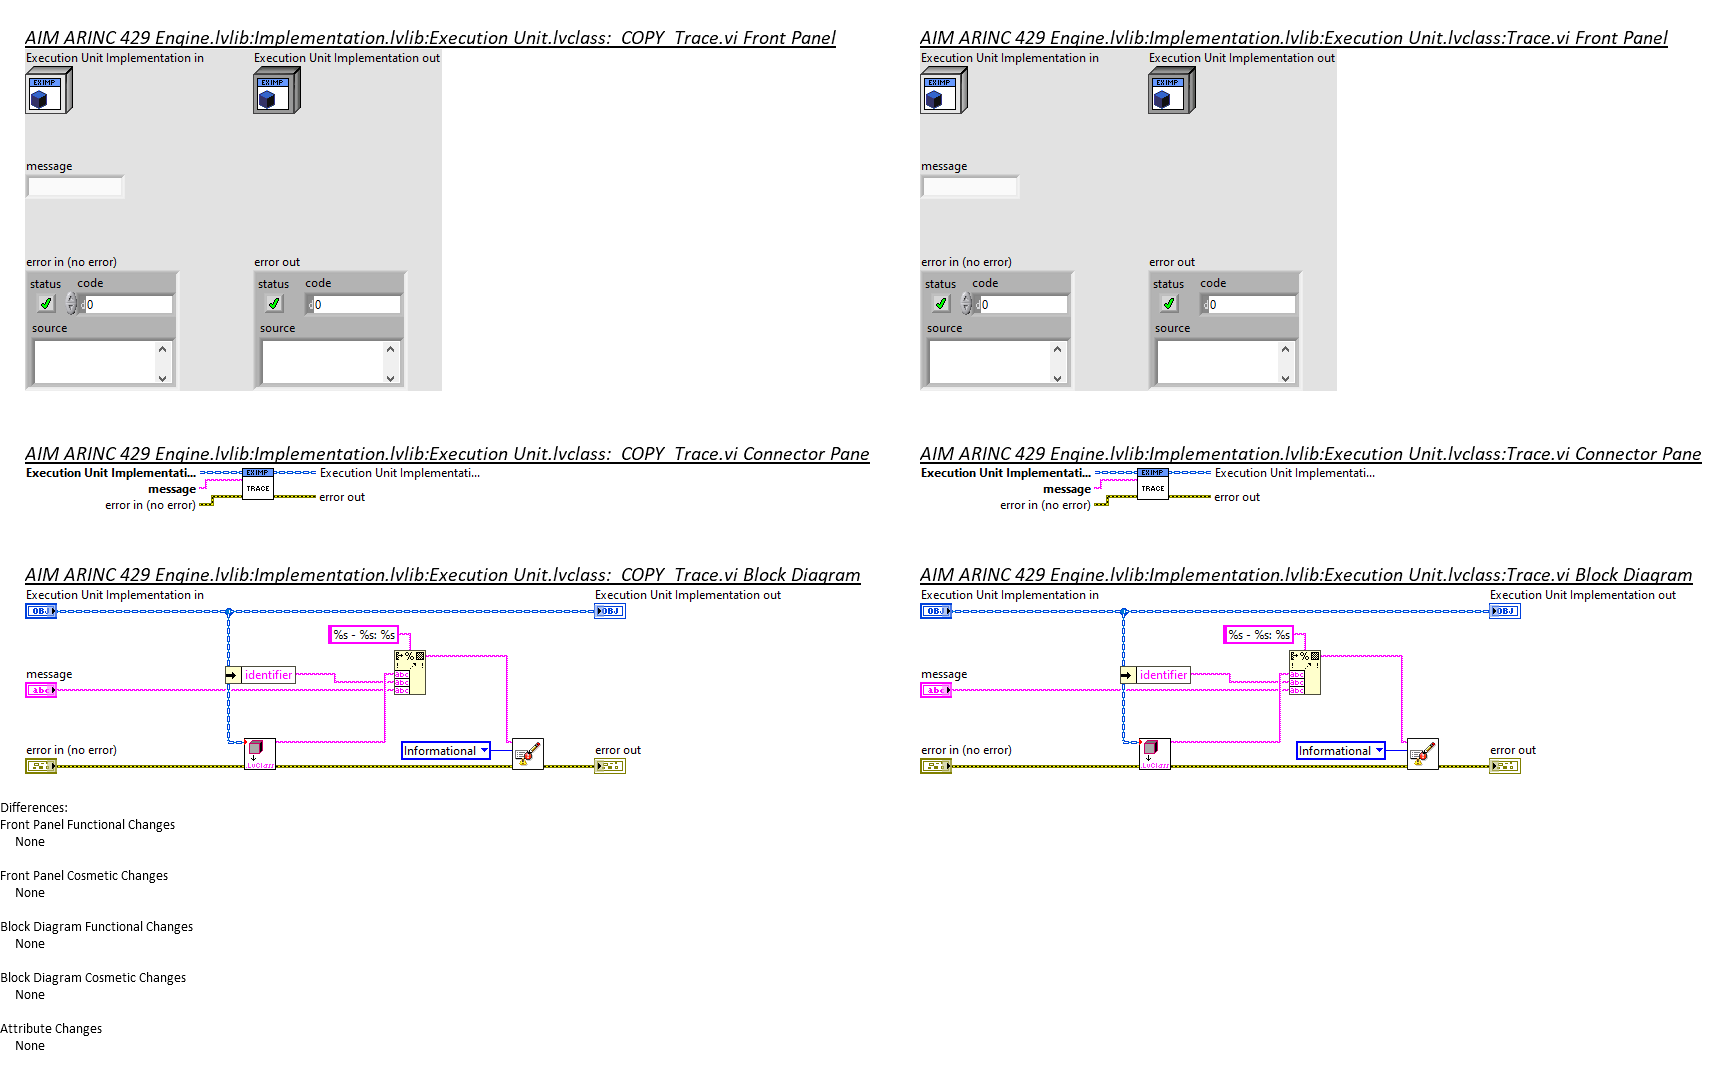 AIM ARINC 429 Engine.lvlib:Implementation.lvlib:Execution Unit.lvclass:_COPY_Trace.vi Front Panel
Execution Unit Implementation in
Execution Unit Implementation out
EXIMP
EXIMP
message
error in (no error)
error out
status
code
status
code
0
0
source
source
AIM ARINC 429 Engine.lvlib:Implementation.lvlib:Execution Unit.lvclass:Trace.vi Front Panel
Execution Unit Implementation in
Execution Unit Implementation out
EXIMP
EXIMP
message
error in (no error)
error out
status
code
status
code
0
0
source
source
AIM ARINC 429 Engine.lvlib:Implementation.lvlib:Execution Unit.lvclass:_COPY_Trace.vi Connector Pane
Execution Unit Implementati...
EXIMP
Execution Unit Implementati...
message
TRACE
error out
error in (no error)
AIM ARINC 429 Engine.lvlib:Implementation.lvlib:Execution Unit.lvclass:Trace.vi Connector Pane
Execution Unit Implementati...
EXIMP
Execution Unit Implementati...
message
TRACE
error out
error in (no error)
AIM ARINC 429 Engine.lvlib:Implementation.lvlib:Execution Unit.lvclass:_COPY_Trace.vi Block Diagram
Execution Unit Implementation in
Execution Unit Implementation out
OBJ
OBJ
%s - %s: %s
%
message
identifier
abc
abc
abc
abc
error in (no error)
Informational
error out
.lvclass
AIM ARINC 429 Engine.lvlib:Implementation.lvlib:Execution Unit.lvclass:Trace.vi Block Diagram
Execution Unit Implementation in
Execution Unit Implementation out
OBJ
OBJ
%s - %s: %s
%
message
identifier
abc
abc
abc
abc
error in (no error)
Informational
error out
.lvclass
Differences:
Front Panel Functional Changes
None
Front Panel Cosmetic Changes
None
Block Diagram Functional Changes
None
Block Diagram Cosmetic Changes
None
Attribute Changes
None